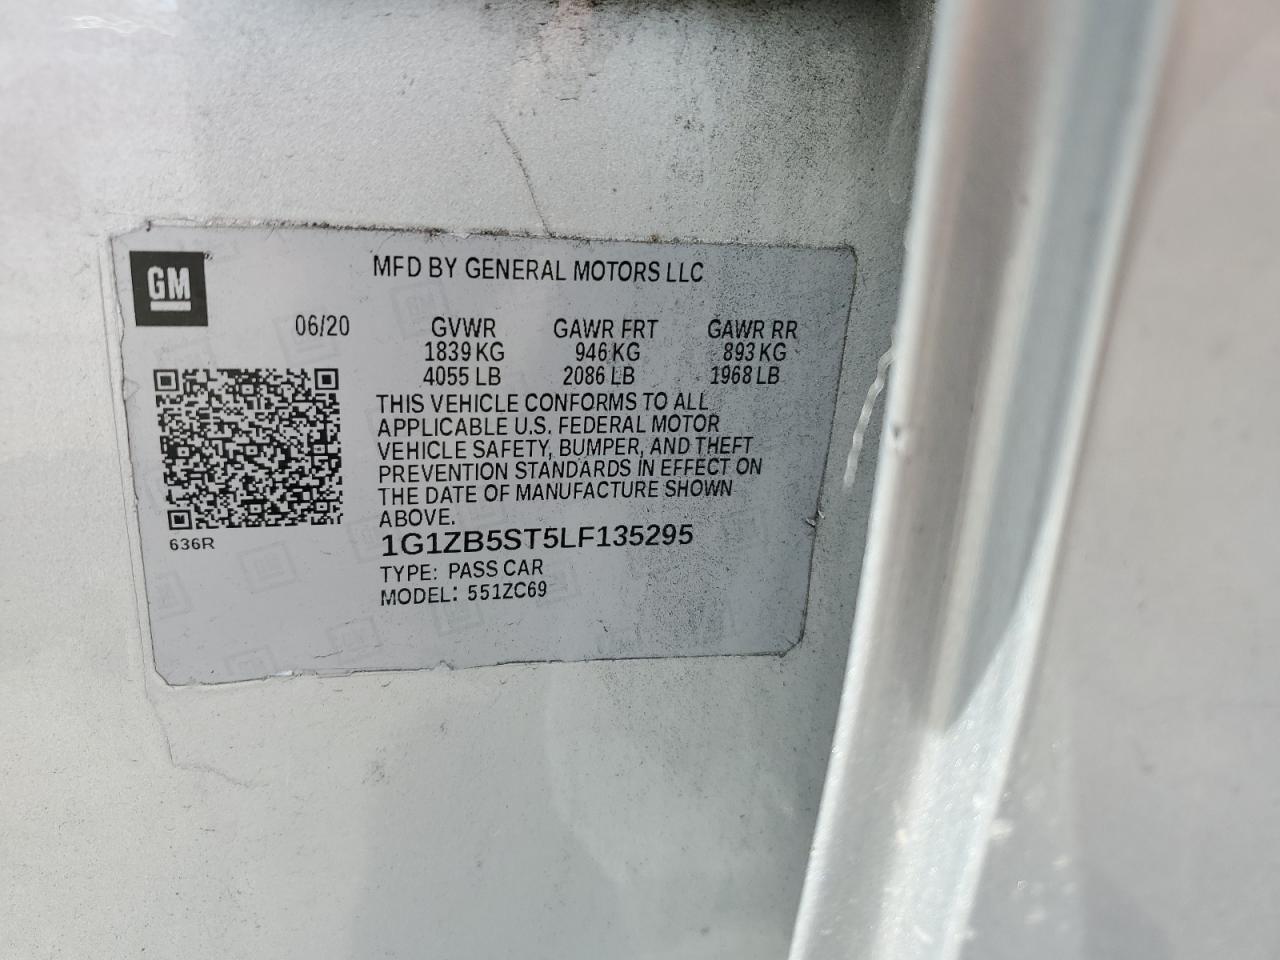 GM
MFD BY GENERAL MOTORS LLC
06/20 GVWR GAWR FRT GAWR RR
1839 KG 946 KG 893 KG
4055 LB 2086 LB 1968 LB
THIS VEHICLE CONFORMS TO ALL
APPLICABLE U.S. FEDERAL MOTOR
VEHICLE SAFETY, BUMPER, AND THEFT
PREVENTION STANDARDS IN EFFECT ON
THE DATE OF MANUFACTURE SHOWN
ABOVE.
636R
1G1ZB5ST5LF135295
TYPE: PASS CAR
MODEL: 551ZC69